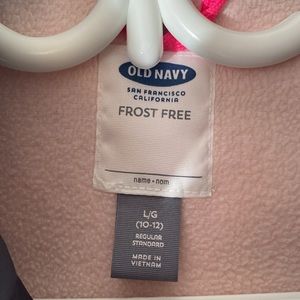 OLD NAVY
SAN FRANCISCO
CALIFORNIA
FROST FREE
name • nom
L/G
(10-12)
REGULAR
STANDARD
MADE IN
VIETNAM